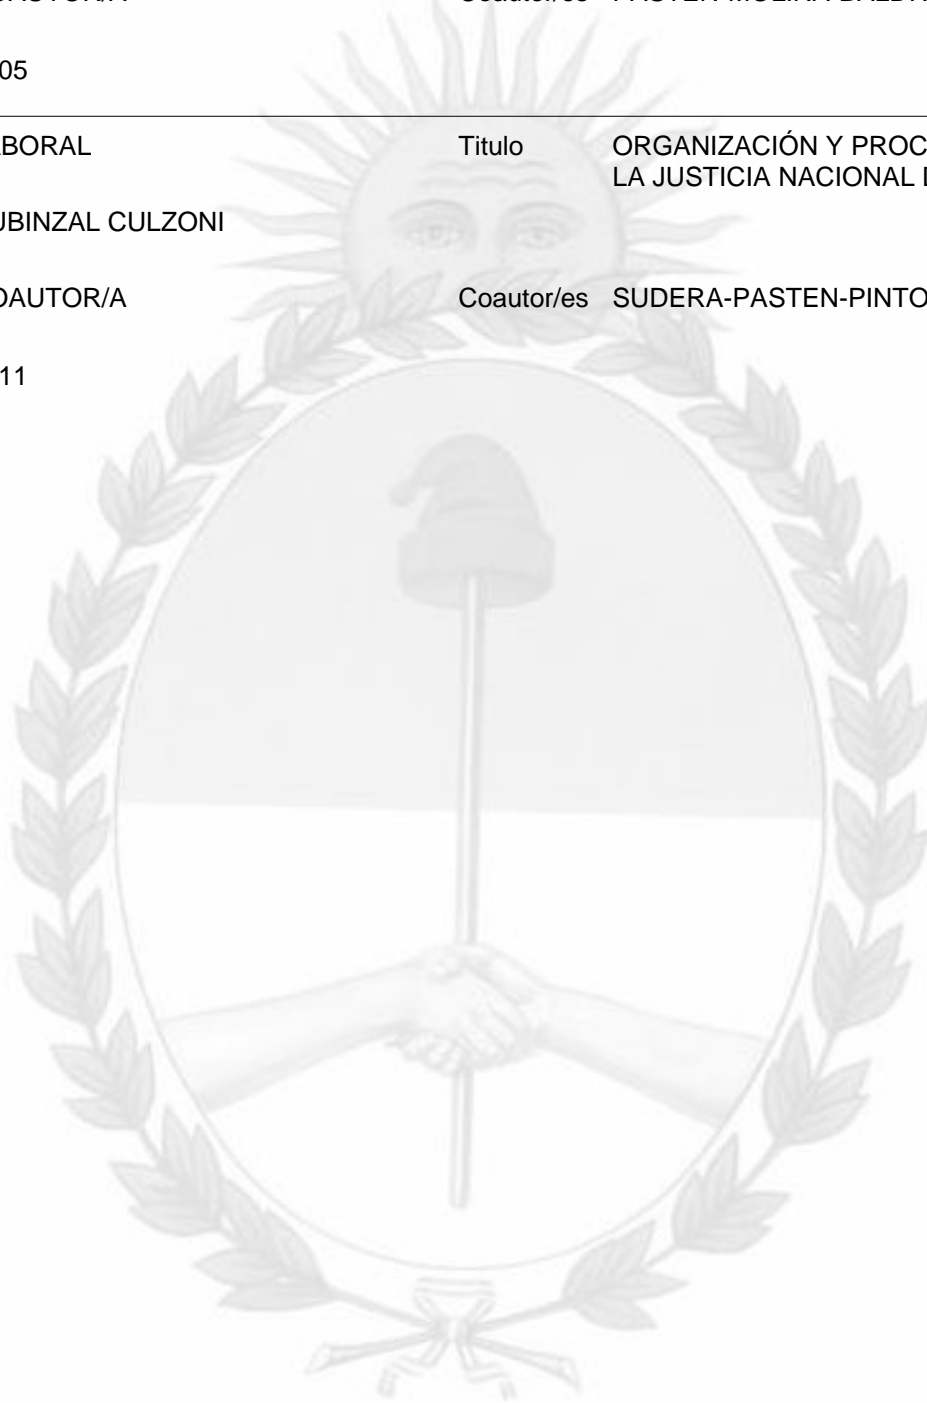 05
BORAL Titulo ORGANIZACIÓN Y PROC
LA JUSTICIA NACIONAL
UBINZAL CULZONI
OAUTOR/A Coautor/es SUDERA-PASTEN-PINTO
11